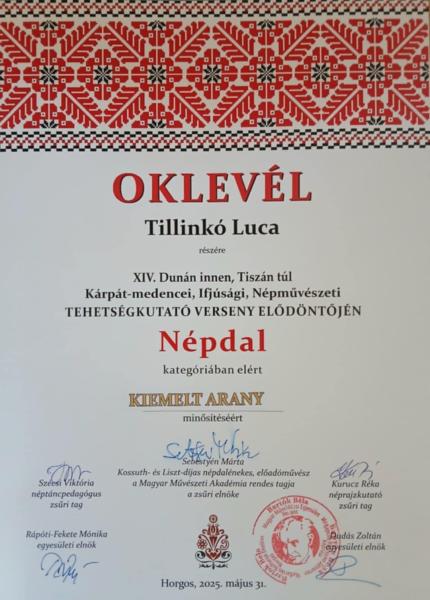 OKLEVÉL
Tillinkó Luca
részére
XIV. Dunán innen, Tiszán túl
Kárpát-medencei, Ifjúsági, Népművészeti
TEHETSÉGKUTATÓ VERSENY ELŐDÖNTŐJÉN
Népdal
kategóriában elért
KIEMELT ARANY
minősítéséért
Sebestyén Márta
Kossuth- és Liszt-díjas népdalénekes, előadóművész
a Magyar Művészeti Akadémia rendes tagja
a zsűri elnöke
Szécsi Viktória
néptáncpedagógus
zsűri tag
Kurucz Réka
néprajzkutató
zsűri tag
Rápóti-Fekete Mónika
egyesületi elnök
Dudás Zoltán
egyesületi elnök
Bartók Béla
Horgos, 2025. május 31.